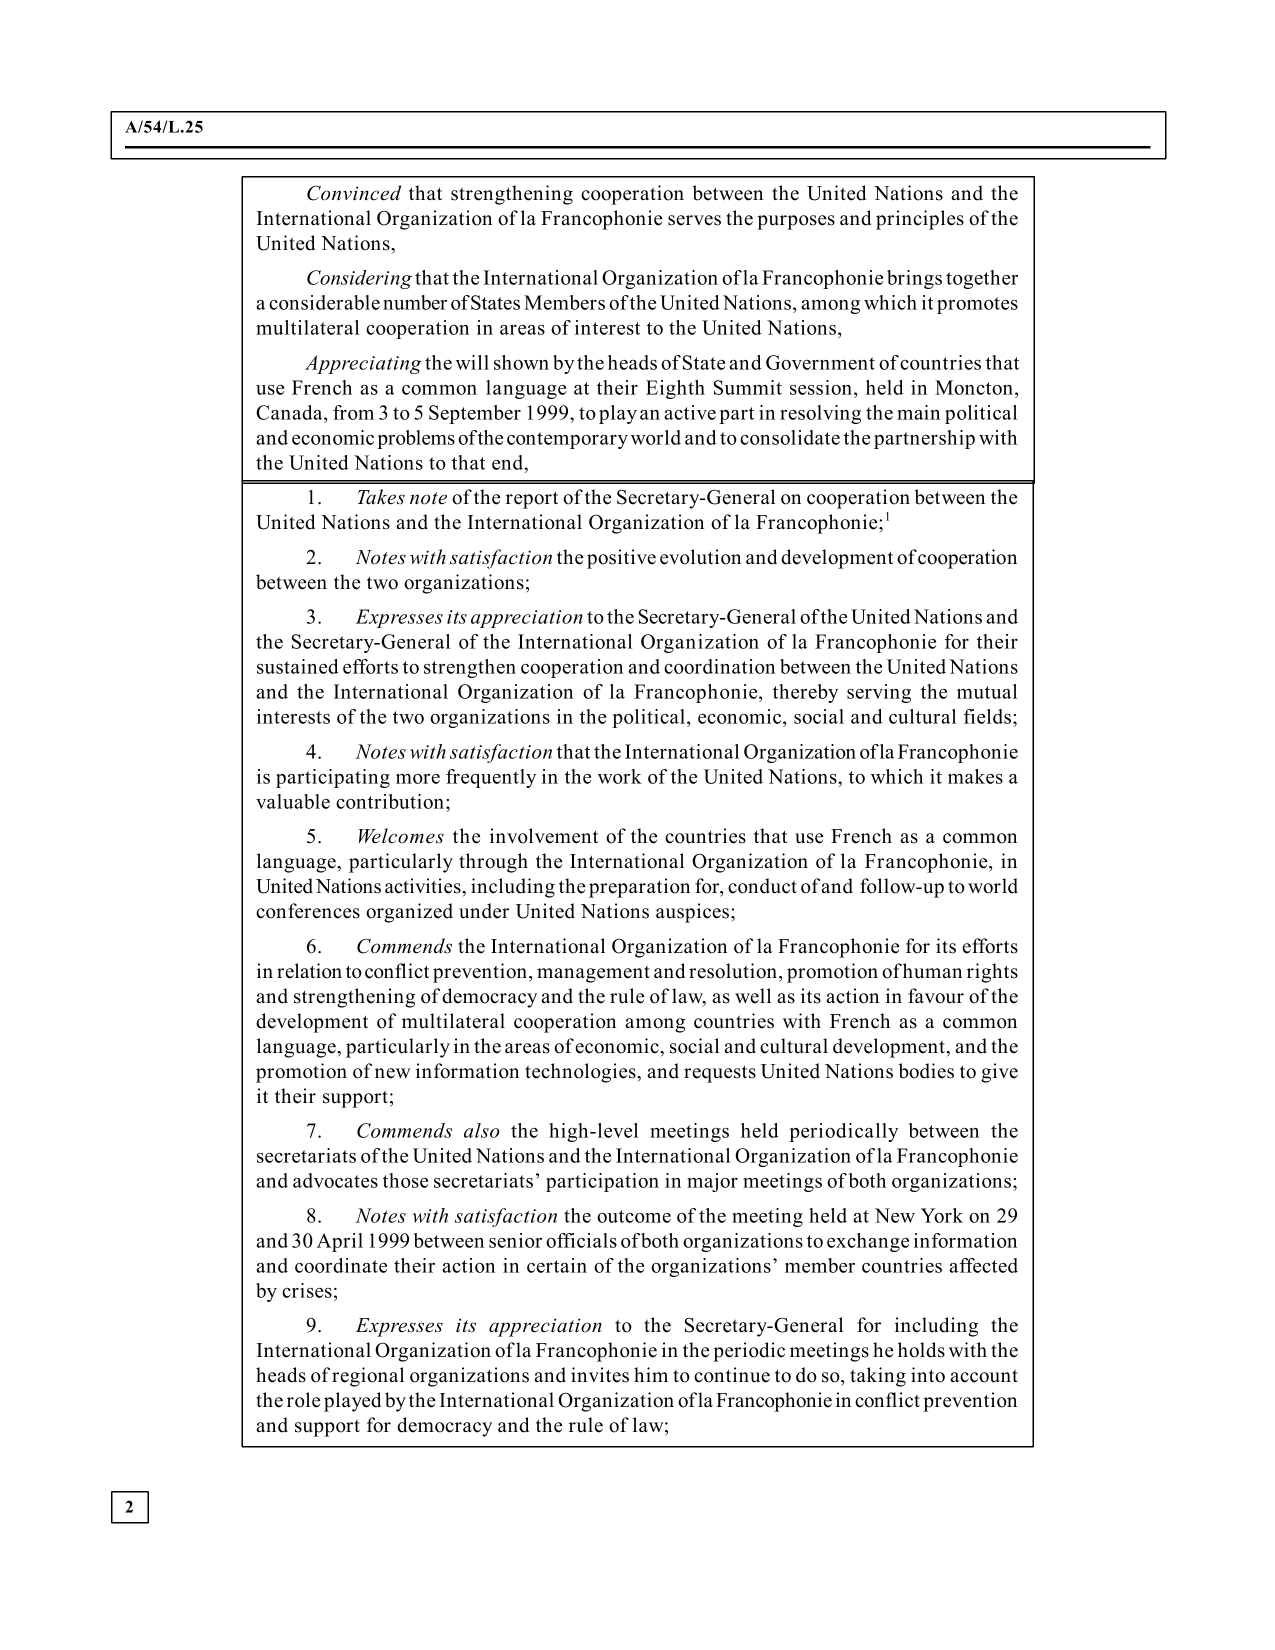 A/54/L.25
Convinced that strengthening cooperation between the United Nations and the
International Organization of la Francophonie serves the purposes and principles of the
United Nations,
Considering that the International Organization of la Francophonie brings together
a considerable number of States Members of the United Nations, among which it promotes
multilateral cooperation in areas of interest to the United Nations,
Appreciating the will shown by the heads of State and Government of countries that
use French as a common language at their Eighth Summit session, held in Moncton,
Canada, from 3 to 5 September 1999, to play an active part in resolving the main political
and economic problems of the contemporary world and to consolidate the partnership with
the United Nations to that end,
1. Takes note of the report of the Secretary-General on cooperation between the
United Nations and the International Organization of la Francophonie;1
2. Notes with satisfaction the positive evolution and development of cooperation
between the two organizations;
3. Expresses its appreciation to the Secretary-General of the United Nations and
the Secretary-General of the International Organization of la Francophonie for their
sustained efforts to strengthen cooperation and coordination between the United Nations
and the International Organization of la Francophonie, thereby serving the mutual
interests of the two organizations in the political, economic, social and cultural fields;
4. Notes with satisfaction that the International Organization of la Francophonie
is participating more frequently in the work of the United Nations, to which it makes a
valuable contribution;
5. Welcomes the involvement of the countries that use French as a common
language, particularly through the International Organization of la Francophonie, in
United Nations activities, including the preparation for, conduct of and follow-up to world
conferences organized under United Nations auspices;
6. Commends the International Organization of la Francophonie for its efforts
in relation to conflict prevention, management and resolution, promotion of human rights
and strengthening of democracy and the rule of law, as well as its action in favour of the
development of multilateral cooperation among countries with French as a common
language, particularly in the areas of economic, social and cultural development, and the
promotion of new information technologies, and requests United Nations bodies to give
it their support;
7. Commends also the high-level meetings held periodically between the
secretariats of the United Nations and the International Organization of la Francophonie
and advocates those secretariats’ participation in major meetings of both organizations;
8. Notes with satisfaction the outcome of the meeting held at New York on 29
and 30 April 1999 between senior officials of both organizations to exchange information
and coordinate their action in certain of the organizations’ member countries affected
by crises;
9. Expresses its appreciation to the Secretary-General for including the
International Organization of la Francophonie in the periodic meetings he holds with the
heads of regional organizations and invites him to continue to do so, taking into account
the role played by the International Organization of la Francophonie in conflict prevention
and support for democracy and the rule of law;
2